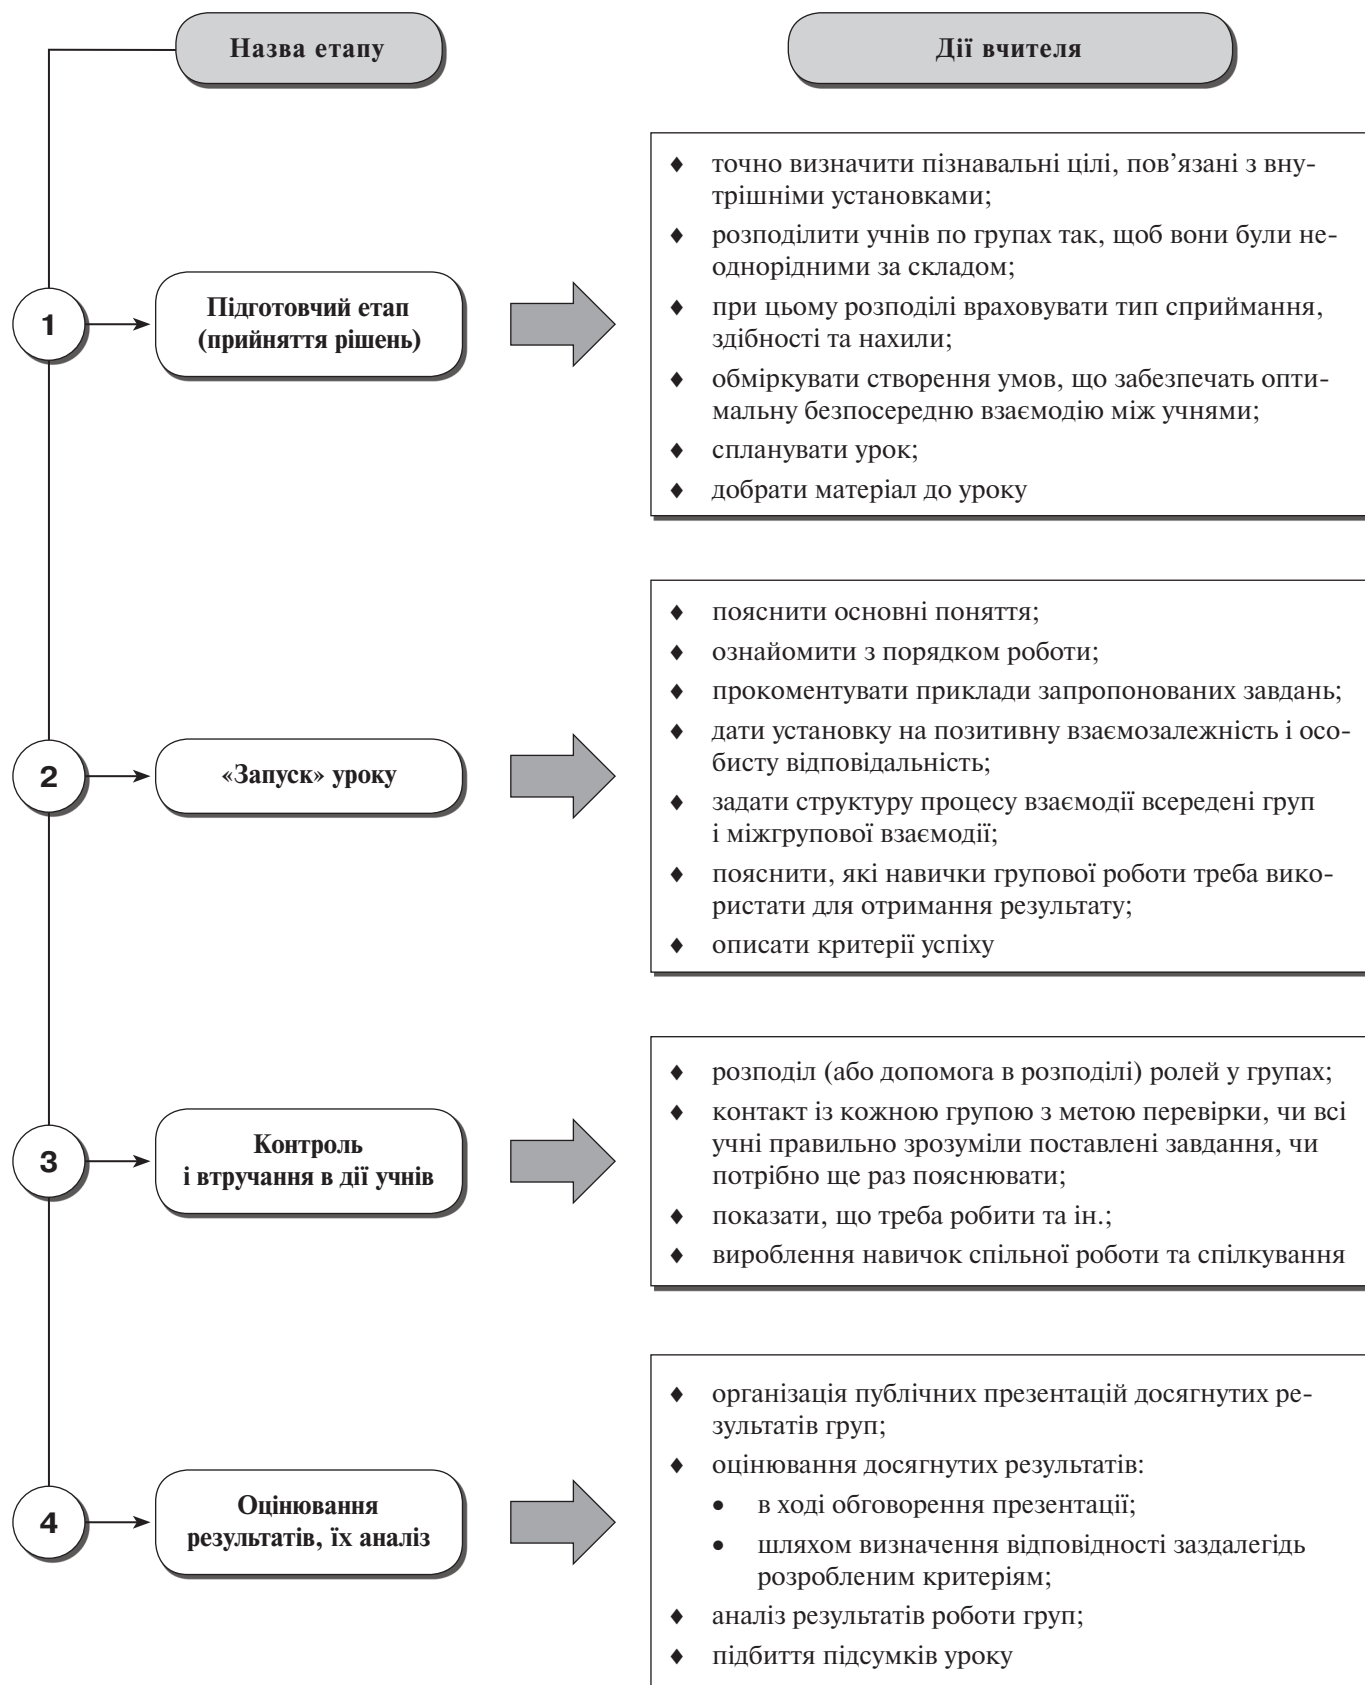 Назва етапу
Дії вчителя
1
Підготовчий етап
(прийняття рішень)
♦ точно визначити пізнавальні цілі, пов’язані з вну-
трішніми установками;
♦ розподілити учнів по групах так, щоб вони були не-
однорідними за складом;
♦ при цьому розподілі враховувати тип сприймання,
здібності та нахили;
♦ обміркувати створення умов, що забезпечать опти-
мальну безпосередню взаємодію між учнями;
♦ спланувати урок;
♦ добрати матеріал до уроку
2
«Запуск» уроку
♦ пояснити основні поняття;
♦ ознайомити з порядком роботи;
♦ прокоментувати приклади запропонованих завдань;
♦ дати установку на позитивну взаємозалежність і осо-
бисту відповідальність;
♦ задати структуру процесу взаємодії всередені груп
і міжгрупової взаємодії;
♦ пояснити, які навички групової роботи треба вико-
ристати для отримання результату;
♦ описати критерії успіху
3
Контроль
і втручання в дії учнів
♦ розподіл (або допомога в розподілі) ролей у групах;
♦ контакт із кожною групою з метою перевірки, чи всі
учні правильно зрозуміли поставлені завдання, чи
потрібно ще раз пояснювати;
♦ показати, що треба робити та ін.;
♦ вироблення навичок спільної роботи та спілкування
4
Оцінювання
результатів, їх аналіз
♦ організація публічних презентацій досягнутих ре-
зультатів груп;
♦ оцінювання досягнутих результатів:
• в ході обговорення презентації;
• шляхом визначення відповідності заздалегідь
розробленим критеріям;
♦ аналіз результатів роботи груп;
♦ підбиття підсумків уроку